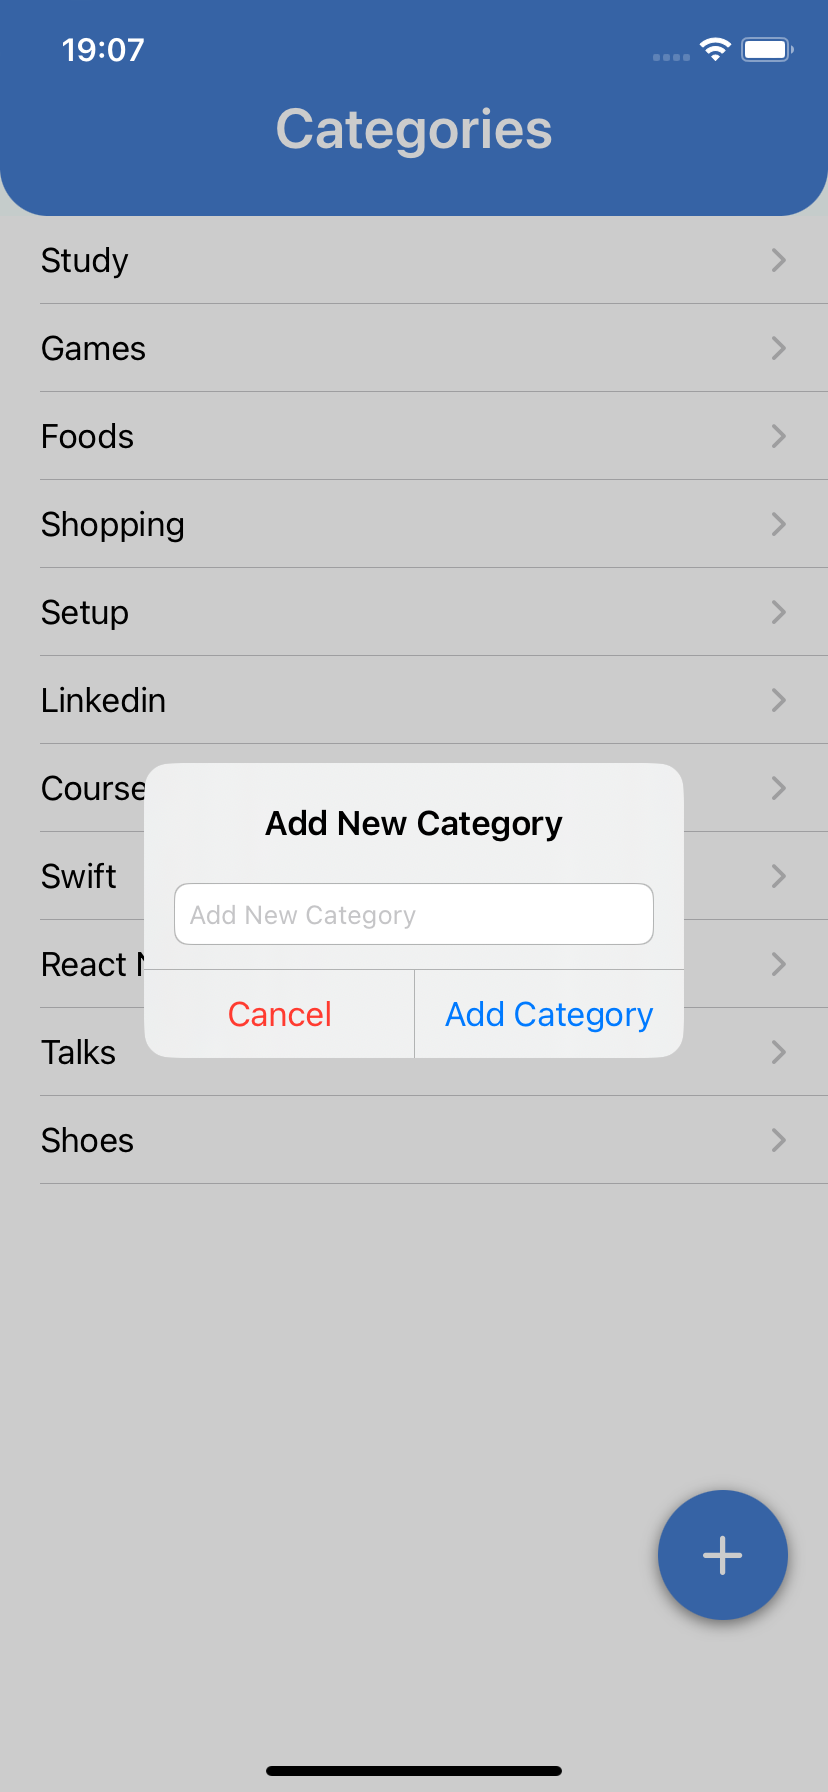 19:07
Categories
Study
Games
Foods
Shopping
Setup
Linkedin
Course
Add New Category
Swift
Add New Category
React
Cancel
Add Category
Talks
Shoes